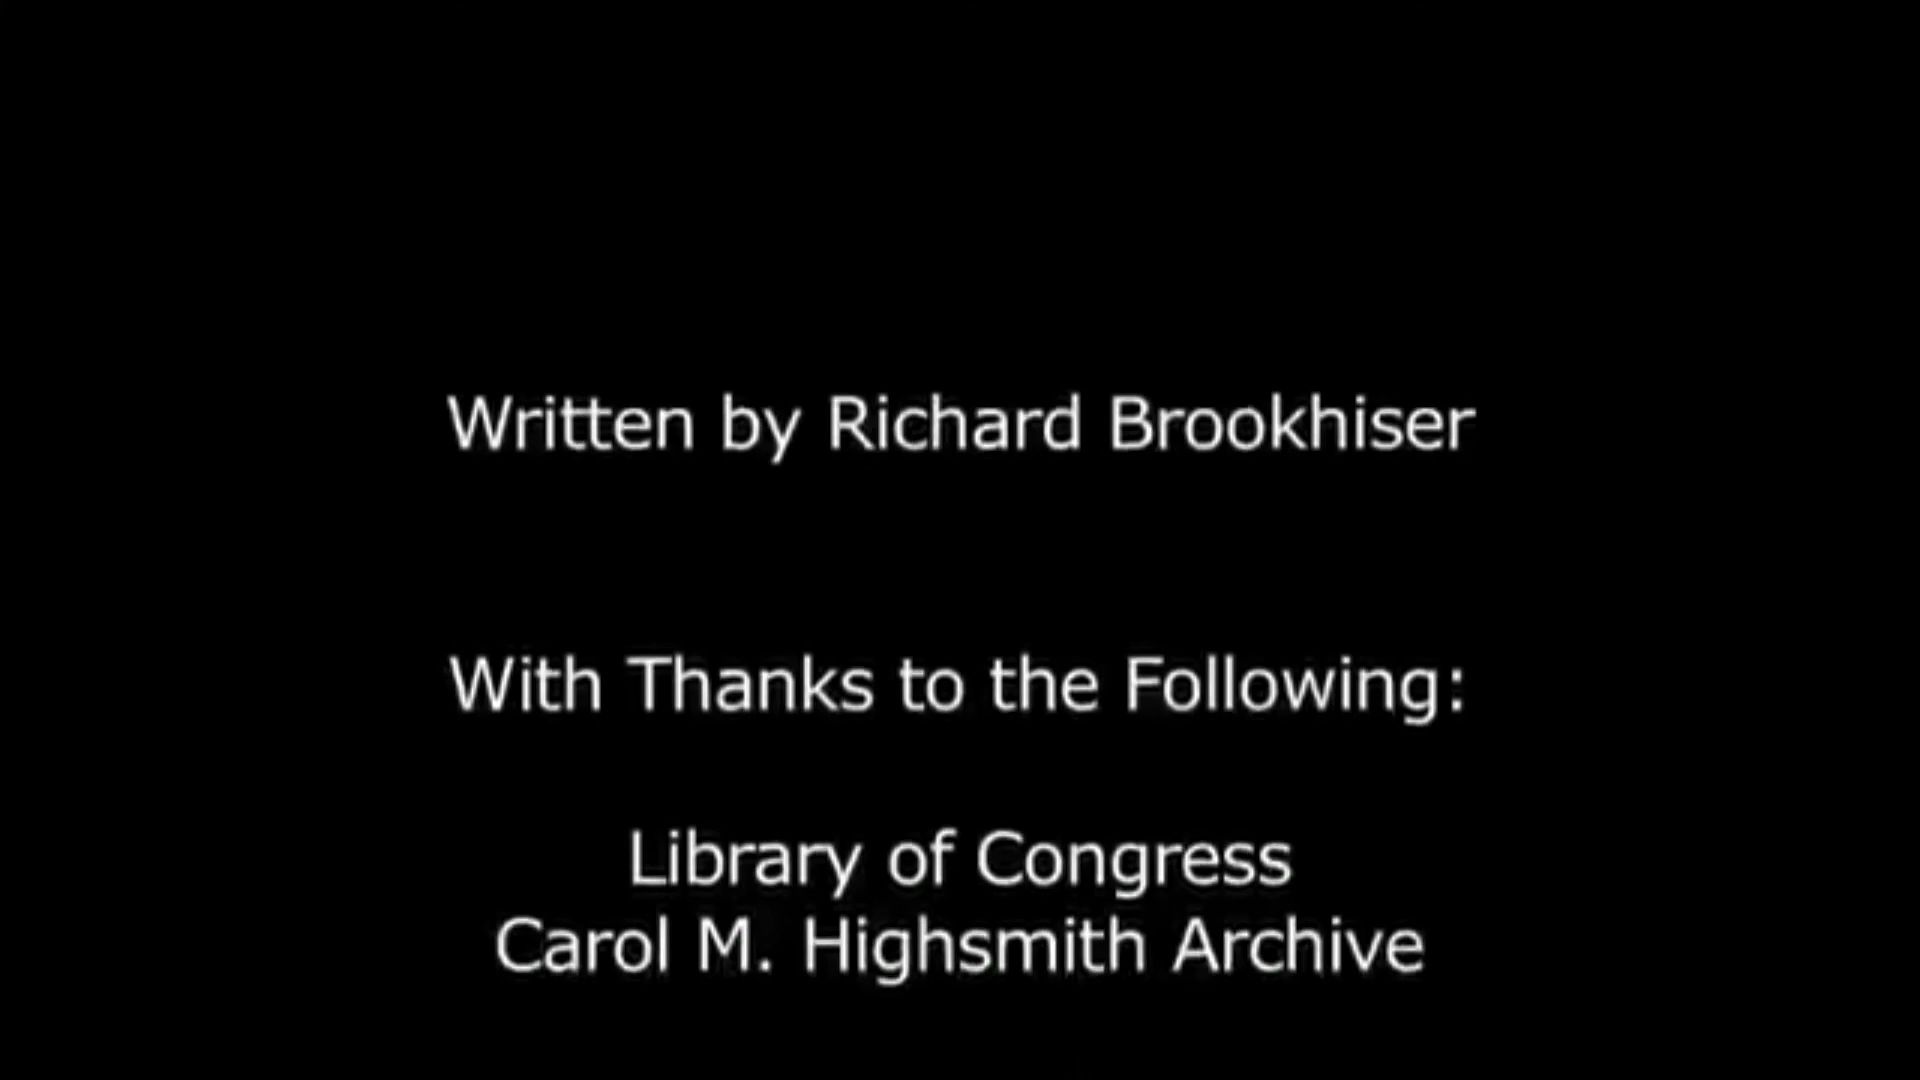 Written by Richard Brookhiser
With Thanks to the Following:
Library of Congress
Carol M. Highsmith Archive